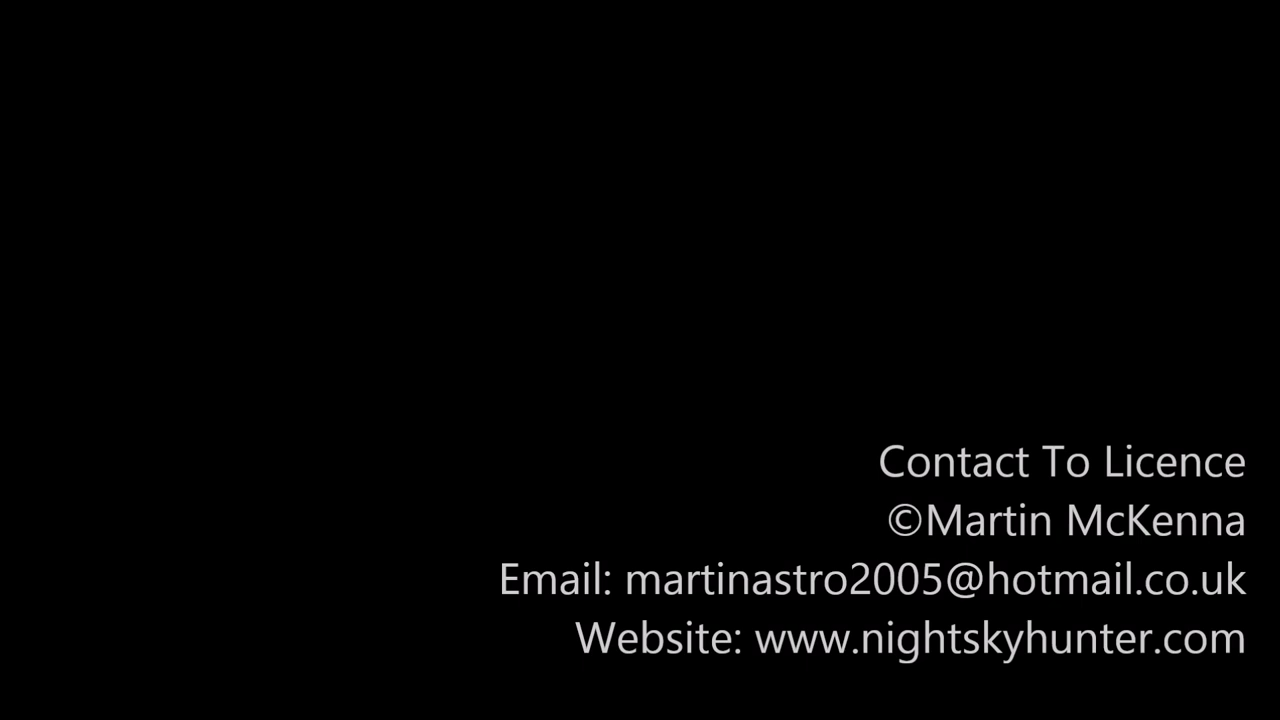 Contact To Licence
©Martin McKenna
Email: martinastro2005@hotmail.co.uk
Website: www.nightskyhunter.com